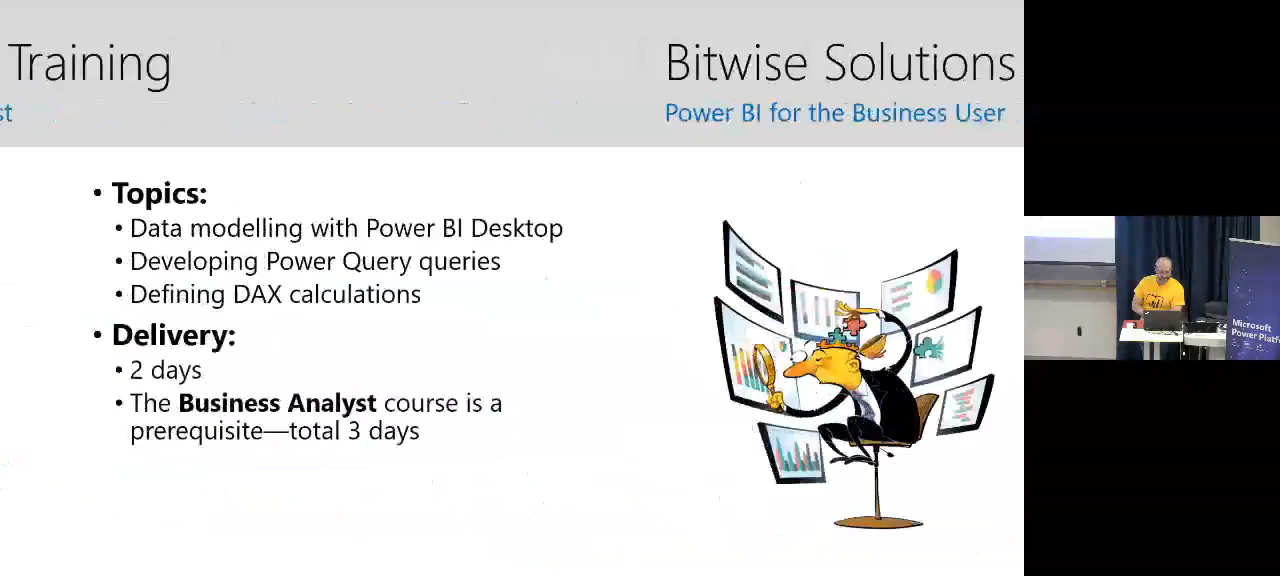 Training
st
Bitwise Solutions
Power BI for the Business User
• Topics:
• Data modelling with Power BI Desktop
• Developing Power Query queries
• Defining DAX calculations
• Delivery:
• 2 days
• The Business Analyst course is a
prerequisite—total 3 days
Microsoft
Power Platf